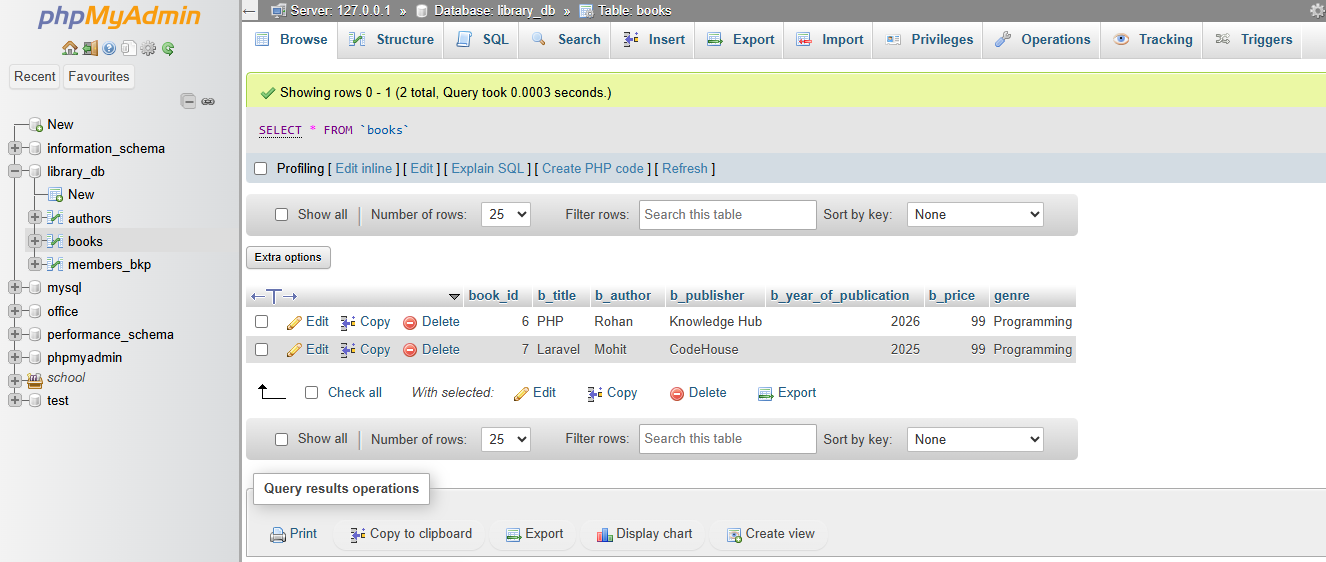 phpMyAdmin
Recent Favourites
New
information_schema
library_db
New
authors
books
members_bkp
mysql
office
performance_schema
phpmyadmin
school
test
Server: 127.0.0.1 » Database: library_db » Table: books
Browse Structure SQL Search Insert Export Import Privileges Operations Tracking Triggers
Showing rows 0 - 1 (2 total, Query took 0.0003 seconds.)
SELECT * FROM `books`
Profiling [ Edit inline ] [ Edit ] [ Explain SQL ] [ Create PHP code ] [ Refresh ]
Show all Number of rows: 25 Filter rows: Search this table Sort by key: None
Extra options
book_id b_title b_author b_publisher b_year_of_publication b_price genre
Edit Copy Delete 6 PHP Rohan Knowledge Hub 2026 99 Programming
Edit Copy Delete 7 Laravel Mohit CodeHouse 2025 99 Programming
Check all With selected: Edit Copy Delete Export
Show all Number of rows: 25 Filter rows: Search this table Sort by key: None
Query results operations
Print Copy to clipboard Export Display chart Create view